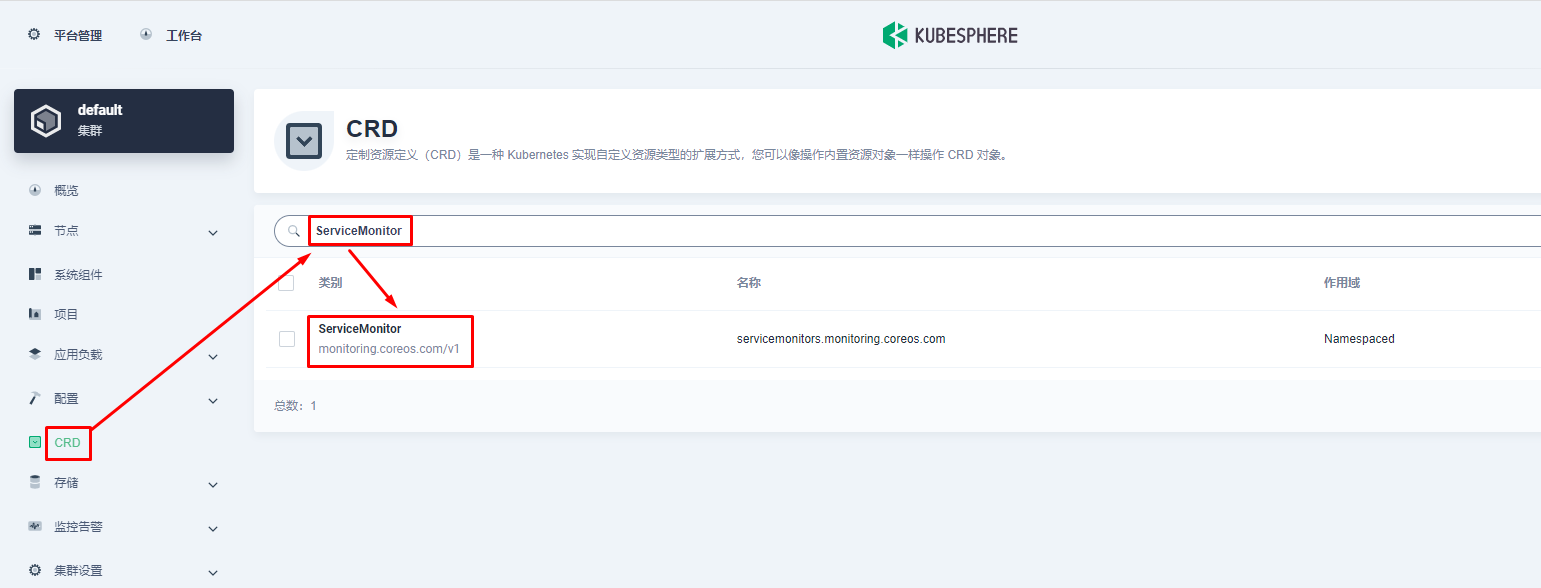 平台管理
工作台
KUBESPHERE
default
集群
概览
节点
系统组件
项目
应用负载
配置
CRD
存储
监控告警
集群设置
CRD
定制资源定义（CRD）是一种 Kubernetes 实现自定义资源类型的扩展方式，您可以像操作内置资源对象一样操作 CRD 对象。
ServiceMonitor
类别 名称 作用域
ServiceMonitor
monitoring.coreos.com/v1
servicemonitors.monitoring.coreos.com
Namespaced
总数：1